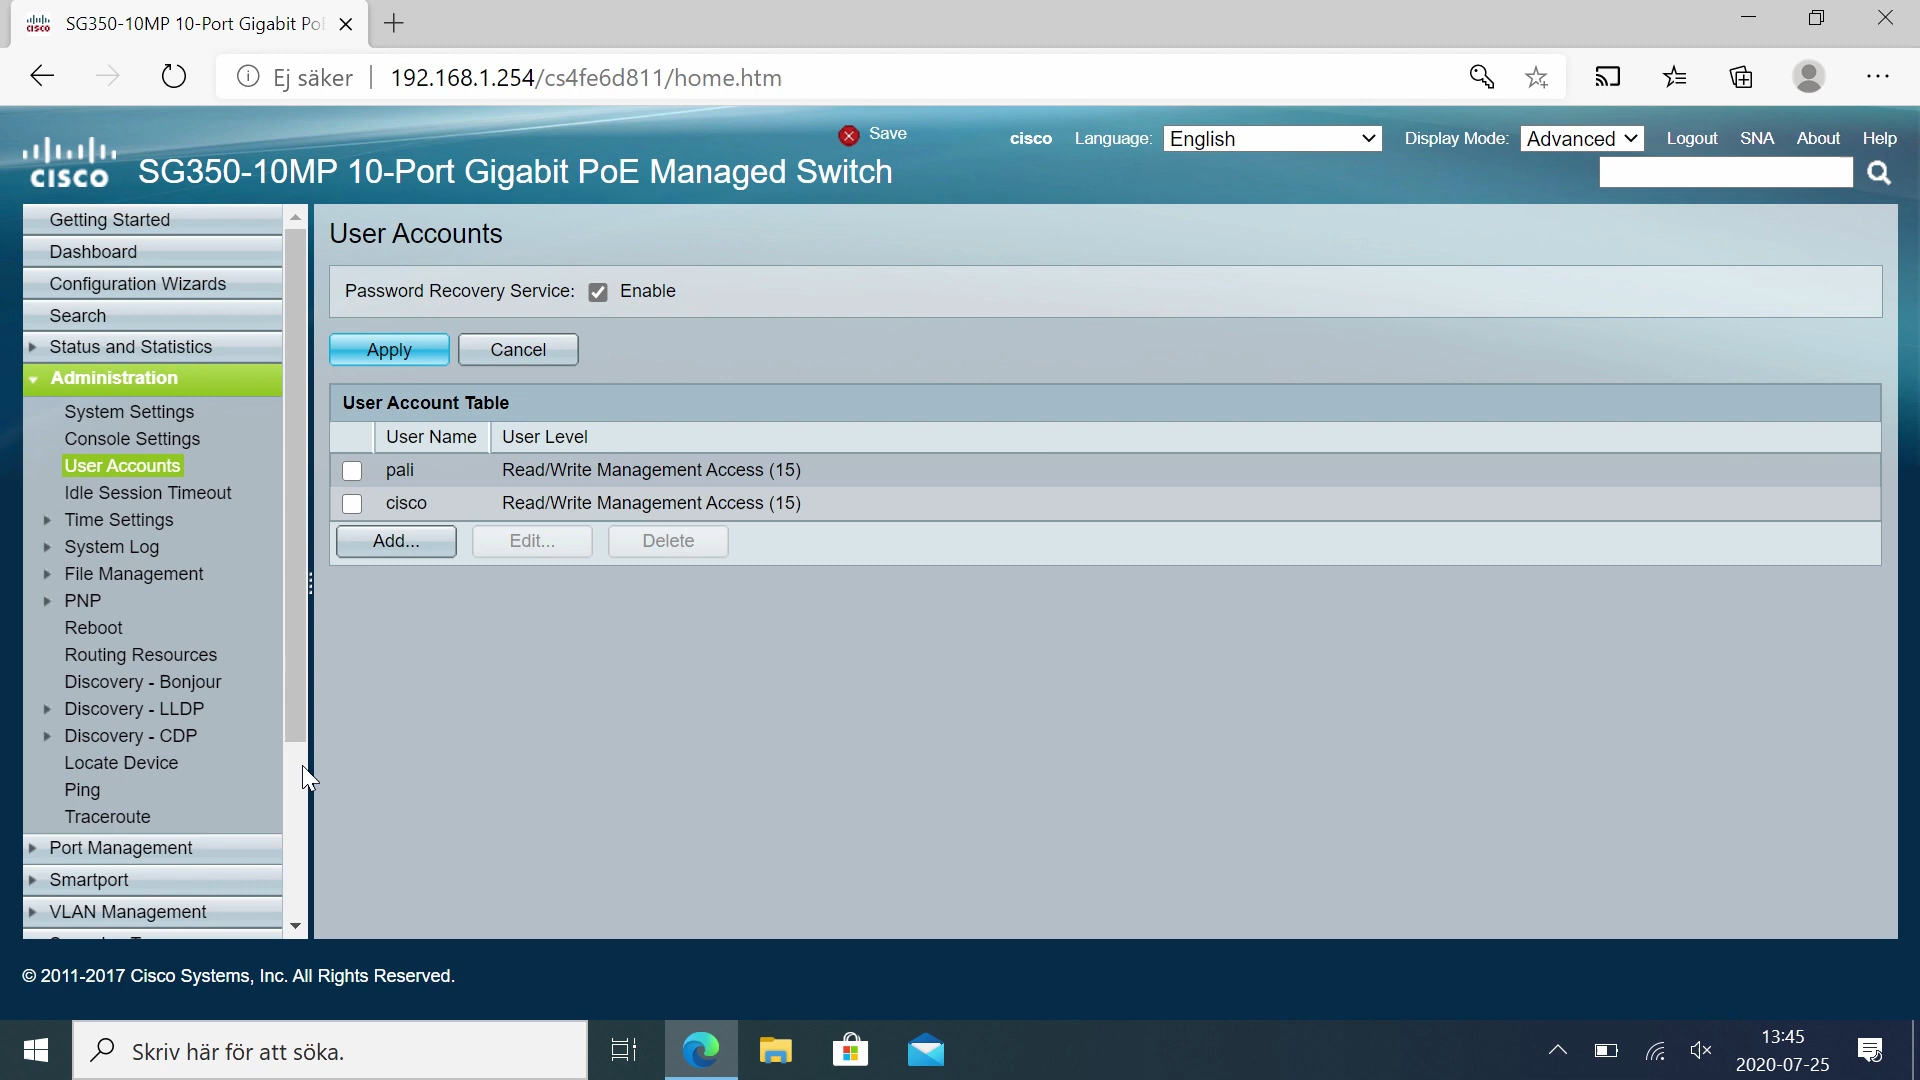 SG350-10MP 10-Port Gigabit Po
Ej säker
192.168.1.254/cs4fe6d811/home.htm
cisco
SG350-10MP 10-Port Gigabit PoE Managed Switch
Save
cisco
Language: English
Display Mode: Advanced
Logout
SNA
About
Help
Getting Started
Dashboard
Configuration Wizards
Search
Status and Statistics
Administration
System Settings
Console Settings
User Accounts
Idle Session Timeout
Time Settings
System Log
File Management
PNP
Reboot
Routing Resources
Discovery - Bonjour
Discovery - LLDP
Discovery - CDP
Locate Device
Ping
Traceroute
Port Management
Smartport
VLAN Management
User Accounts
Password Recovery Service: Enable
Apply
Cancel
User Account Table
User Name User Level
pali Read/Write Management Access (15)
cisco Read/Write Management Access (15)
Add...
Edit...
Delete
© 2011-2017 Cisco Systems, Inc. All Rights Reserved.
Skriv här för att söka.
13:45
2020-07-25